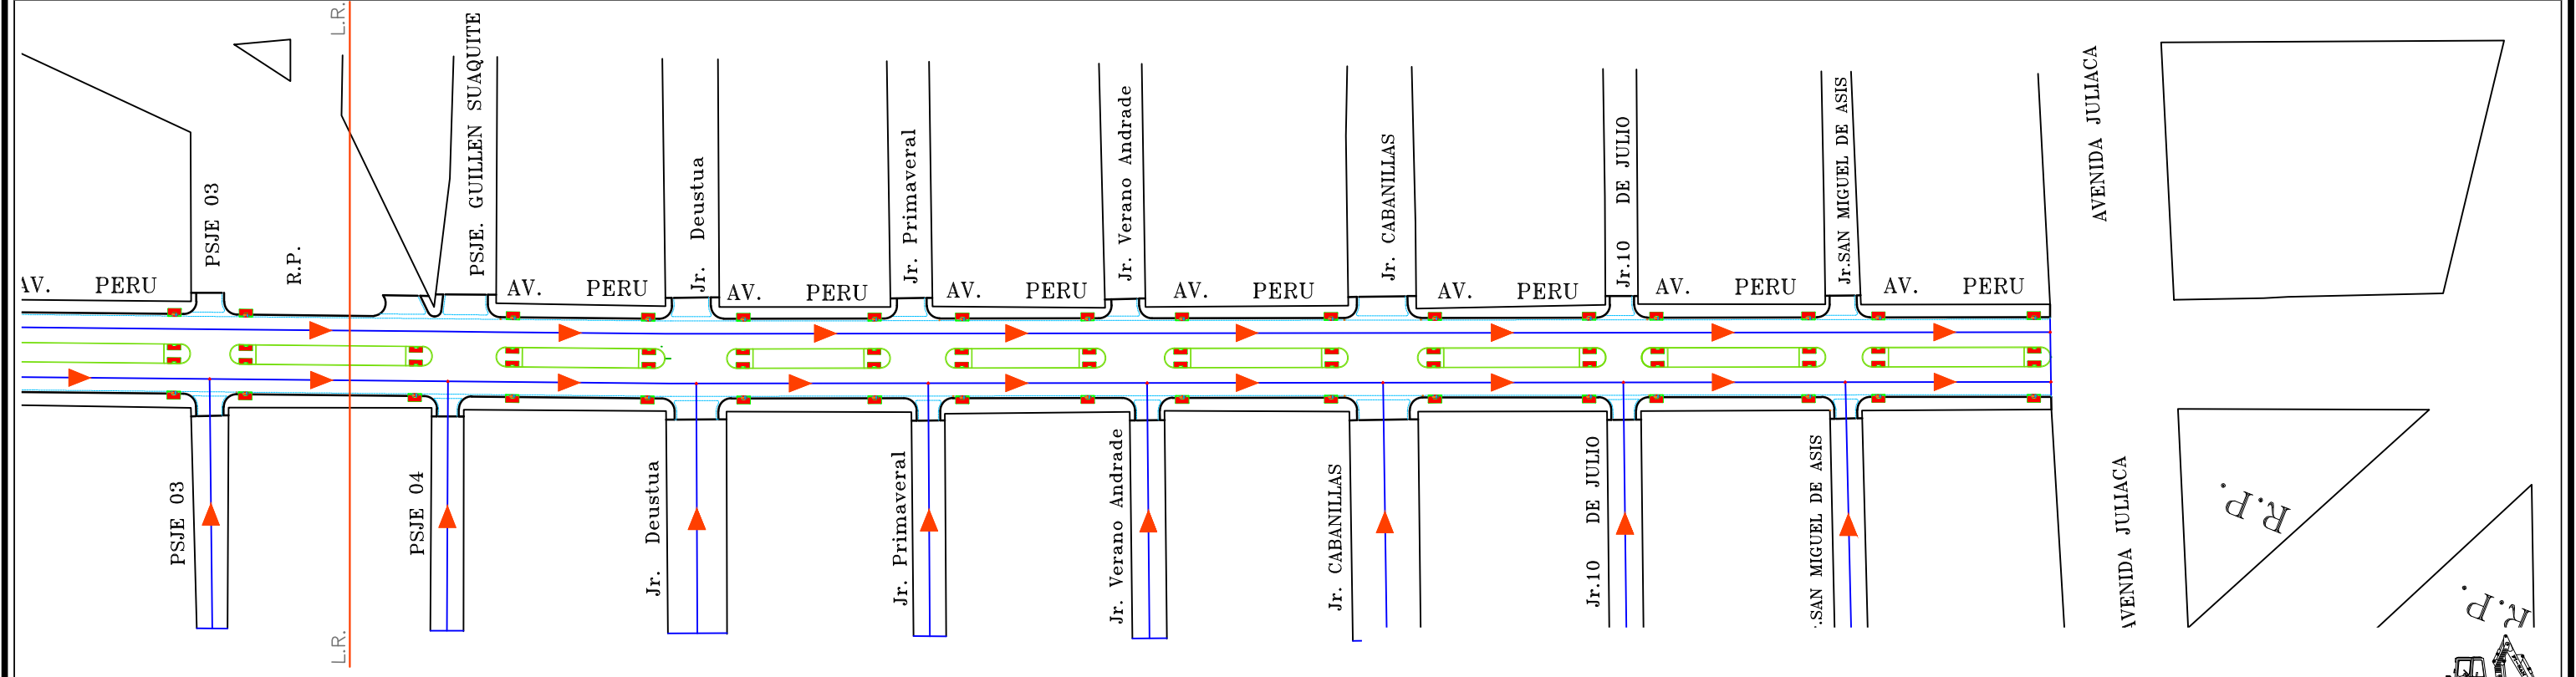 L.R.
PSJE 03
R.P.
PSJE. GUILLEN SUAQUITE
Jr. Deustua
Jr. Primaveral
Jr. Verano Andrade
Jr. CABANILLAS
Jr.10 DE JULIO
Jr.SAN MIGUEL DE ASIS
AVENIDA JULIACA
AV. PERU
AV. PERU
AV. PERU
AV. PERU
AV. PERU
AV. PERU
AV. PERU
AV. PERU
PSJE 03
PSJE 04
Jr. Deustua
Jr. Primaveral
Jr. Verano Andrade
Jr. CABANILLAS
Jr.10 DE JULIO
.SAN MIGUEL DE ASIS
AVENIDA JULIACA
R.P.
R.P.
L.R.